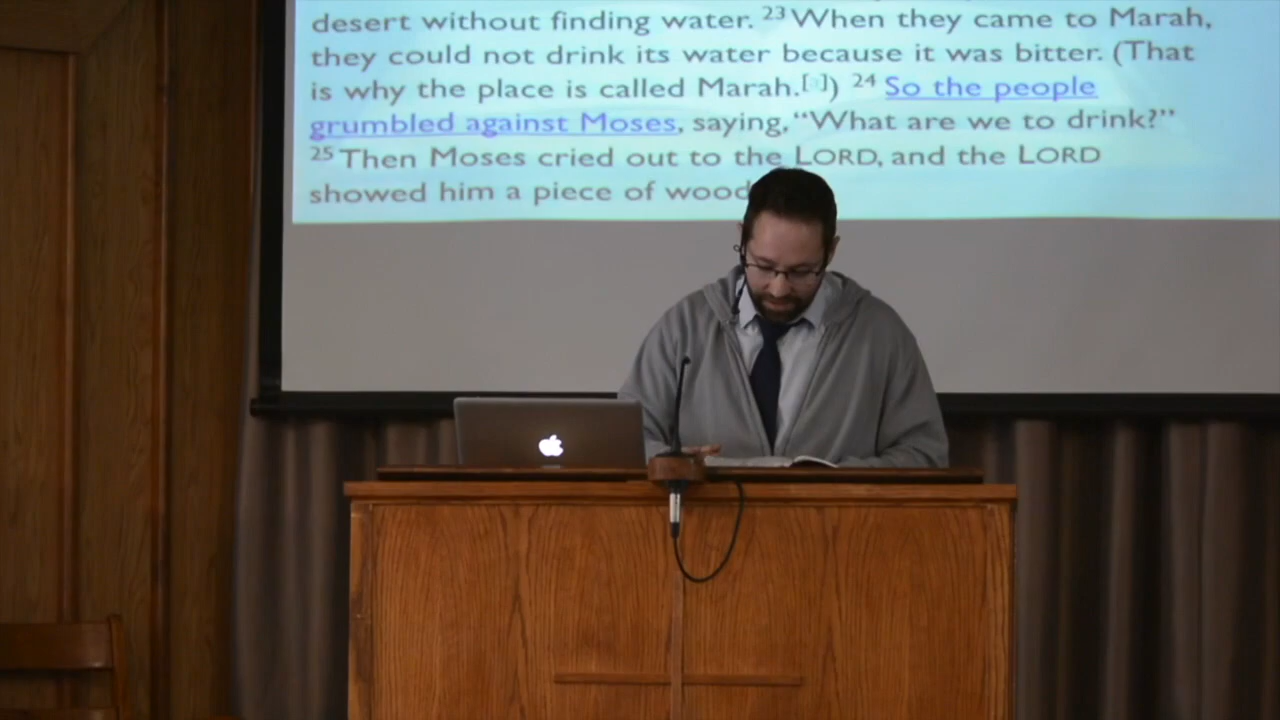 desert without finding water. 23 When they came to Marah,
they could not drink its water because it was bitter. (That
is why the place is called Marah.[ ]) 24 So the people
grumbled against Moses, saying, “What are we to drink?”
25 Then Moses cried out to the LORD, and the LORD
showed him a piece of wood